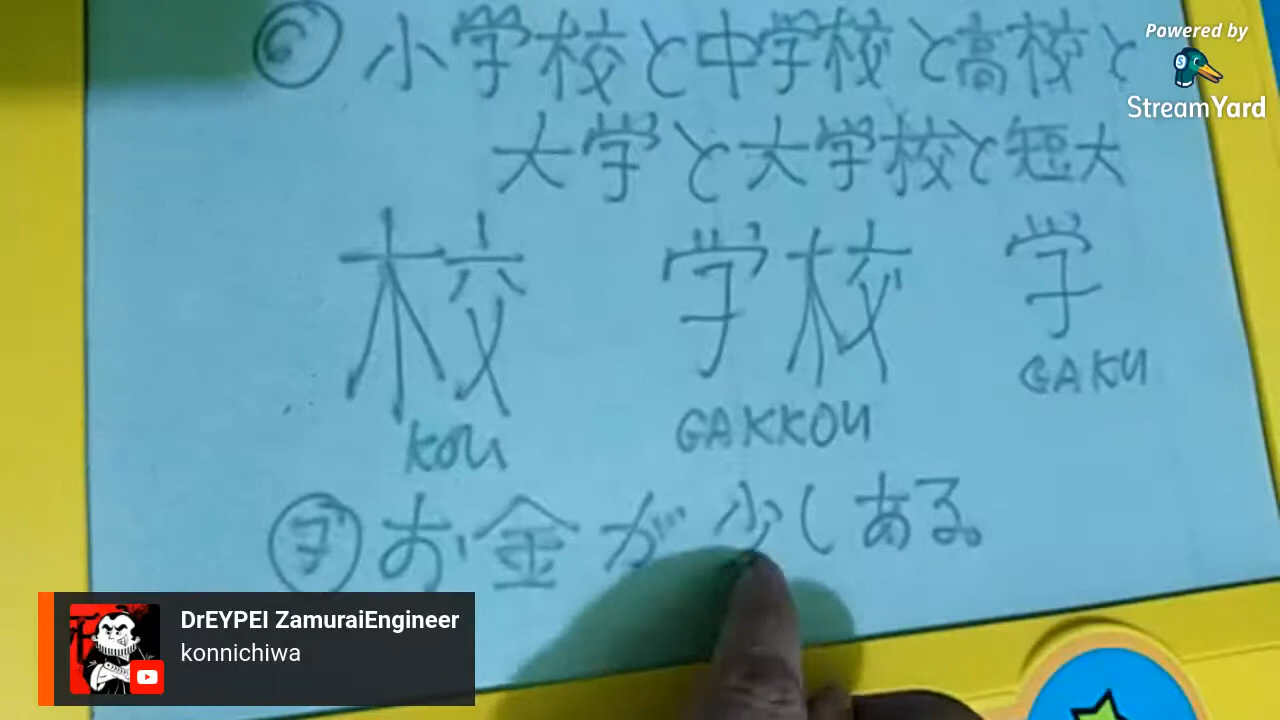 ⑥ 小学校と中学校と高校と
大学と大学校と短大
校 学校 学
KOU GAKKOU GAKU
⑦ お金が少しある。
Powered by
StreamYard
DrEYPEI ZamuraiEngineer
konnichiwa